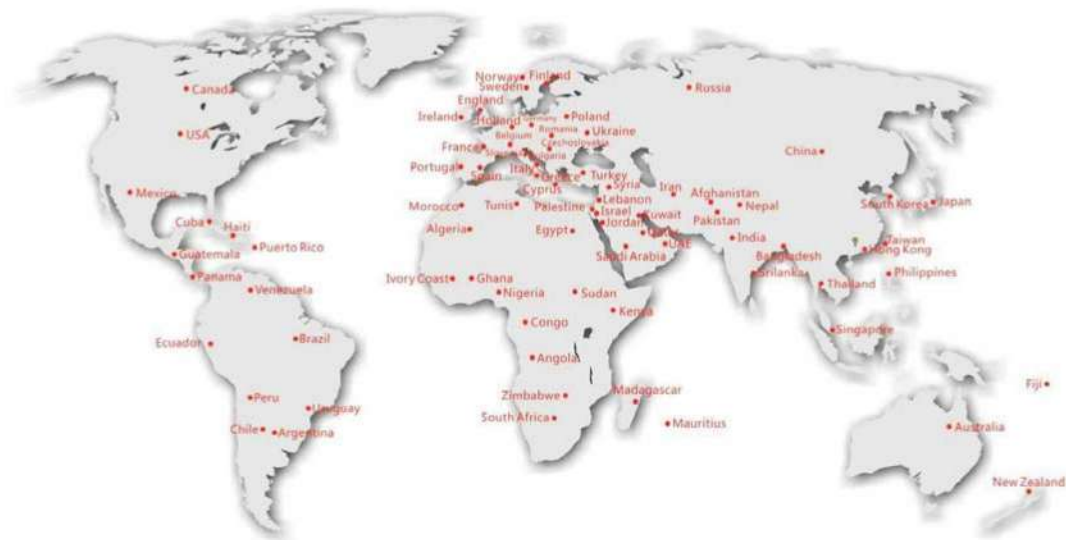 Canada
USA
Mexico
Cuba
Haiti
Puerto Rico
Guatemala
Panama
Venezuela
Ecuador
Brazil
Peru
Uruguay
Chile
Argentina
Norway
Finland
Sweden
England
Ireland
Holland
Germany
Poland
Belgium
Romania
Ukraine
Czechoslovakia
France
Bulgaria
Portugal
Spain
Italy
Greece
Turkey
Cyprus
Syria
Lebanon
Morocco
Tunis
Palestine
Israel
Jordan
Kuwait
Iran
Afghanistan
Pakistan
Nepal
Algeria
Egypt
UAE
Saudi Arabia
Ivory Coast
Ghana
Nigeria
Sudan
Kenya
Congo
Angola
Zimbabwe
South Africa
Madagascar
Mauritius
Russia
China
South Korea
Japan
India
Bangladesh
Taiwan
Hong Kong
Srilanka
Thailand
Philippines
Singapore
Fiji
Australia
New Zealand